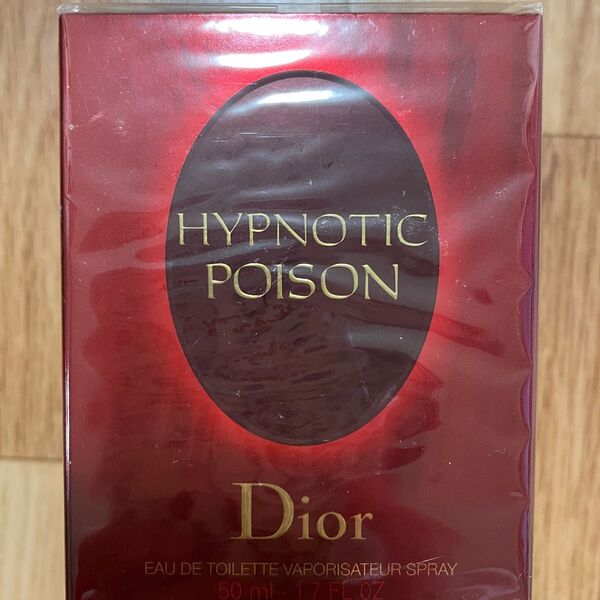 HYPNOTIC
POISON
Dior
EAU DE TOILETTE VAPORISATEUR SPRAY
50 ml - 1.7 FL.OZ